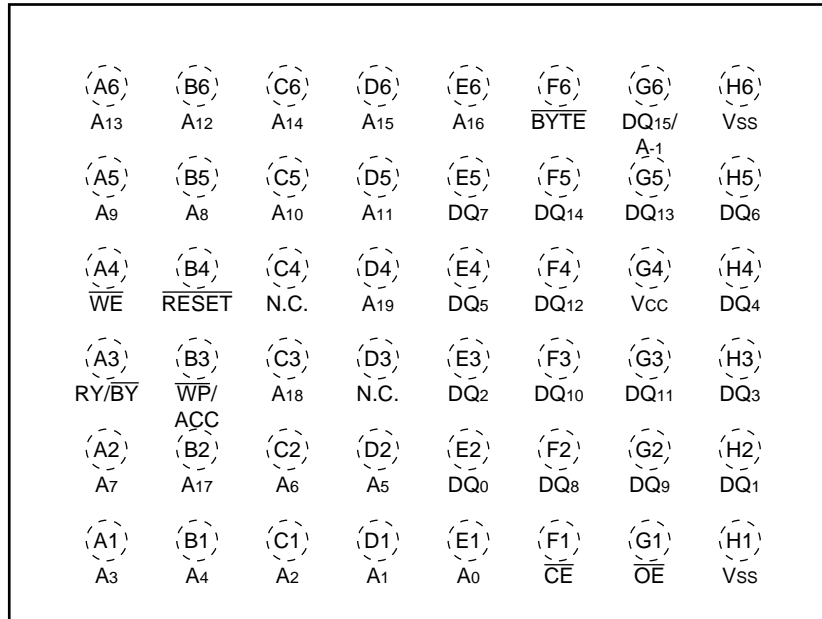 A6 B6 C6 D6 E6 F6 G6 H6
A13 A12 A14 A15 A16 BYTE DQ15/ VSS
A-1
A5 B5 C5 D5 E5 F5 G5 H5
A9 A8 A10 A11 DQ7 DQ14 DQ13 DQ6
A4 B4 C4 D4 E4 F4 G4 H4
WE RESET N.C. A19 DQ5 DQ12 VCC DQ4
A3 B3 C3 D3 E3 F3 G3 H3
RY/BY WP/ A18 N.C. DQ2 DQ10 DQ11 DQ3
ACC
A2 B2 C2 D2 E2 F2 G2 H2
A7 A17 A6 A5 DQ0 DQ8 DQ9 DQ1
A1 B1 C1 D1 E1 F1 G1 H1
A3 A4 A2 A1 A0 CE OE VSS